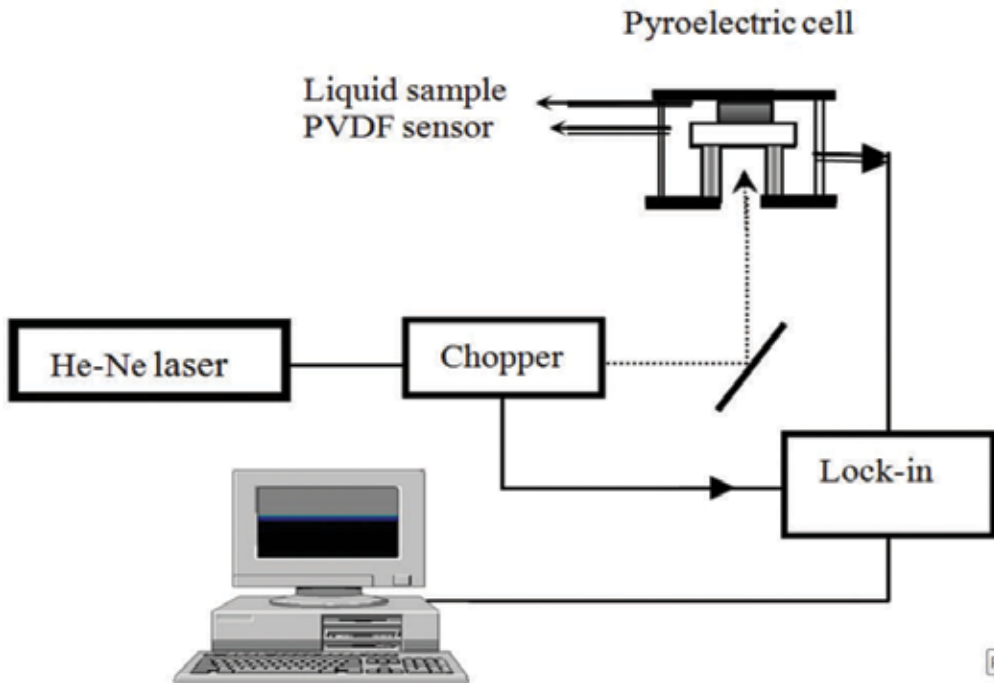 Pyroelectric cell
Liquid sample
PVDF sensor
He-Ne laser
Chopper
Lock-in